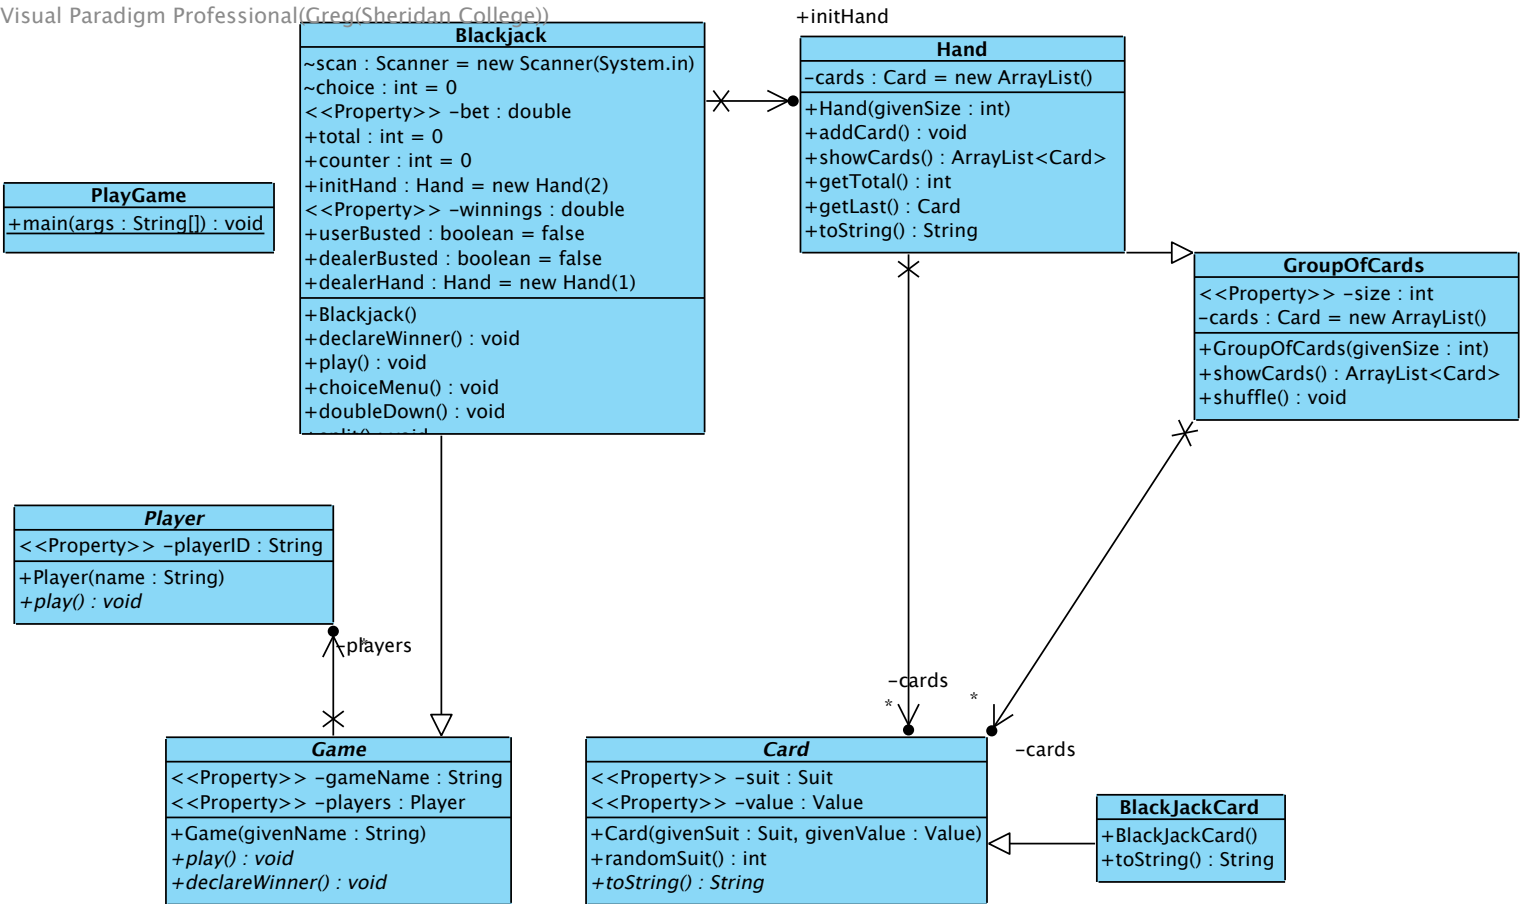 Visual Paradigm Professional(Greg(Sheridan College))
Blackjack
~scan : Scanner = new Scanner(System.in)
~choice : int = 0
<<Property>> -bet : double
+total : int = 0
+counter : int = 0
+initHand : Hand = new Hand(2)
<<Property>> -winnings : double
+userBusted : boolean = false
+dealerBusted : boolean = false
+dealerHand : Hand = new Hand(1)
+Blackjack()
+declareWinner() : void
+play() : void
+choiceMenu() : void
+doubleDown() : void
+split() : void
+initHand
Hand
-cards : Card = new ArrayList()
+Hand(givenSize : int)
+addCard() : void
+showCards() : ArrayList<Card>
+getTotal() : int
+getLast() : Card
+toString() : String
PlayGame
+main(args : String[]) : void
GroupOfCards
<<Property>> -size : int
-cards : Card = new ArrayList()
+GroupOfCards(givenSize : int)
+showCards() : ArrayList<Card>
+shuffle() : void
Player
<<Property>> -playerID : String
+Player(name : String)
+play() : void
-players
*
-cards
*
*
-cards
Game
<<Property>> -gameName : String
<<Property>> -players : Player
+Game(givenName : String)
+play() : void
+declareWinner() : void
Card
<<Property>> -suit : Suit
<<Property>> -value : Value
+Card(givenSuit : Suit, givenValue : Value)
+randomSuit() : int
+toString() : String
BlackJackCard
+BlackJackCard()
+toString() : String